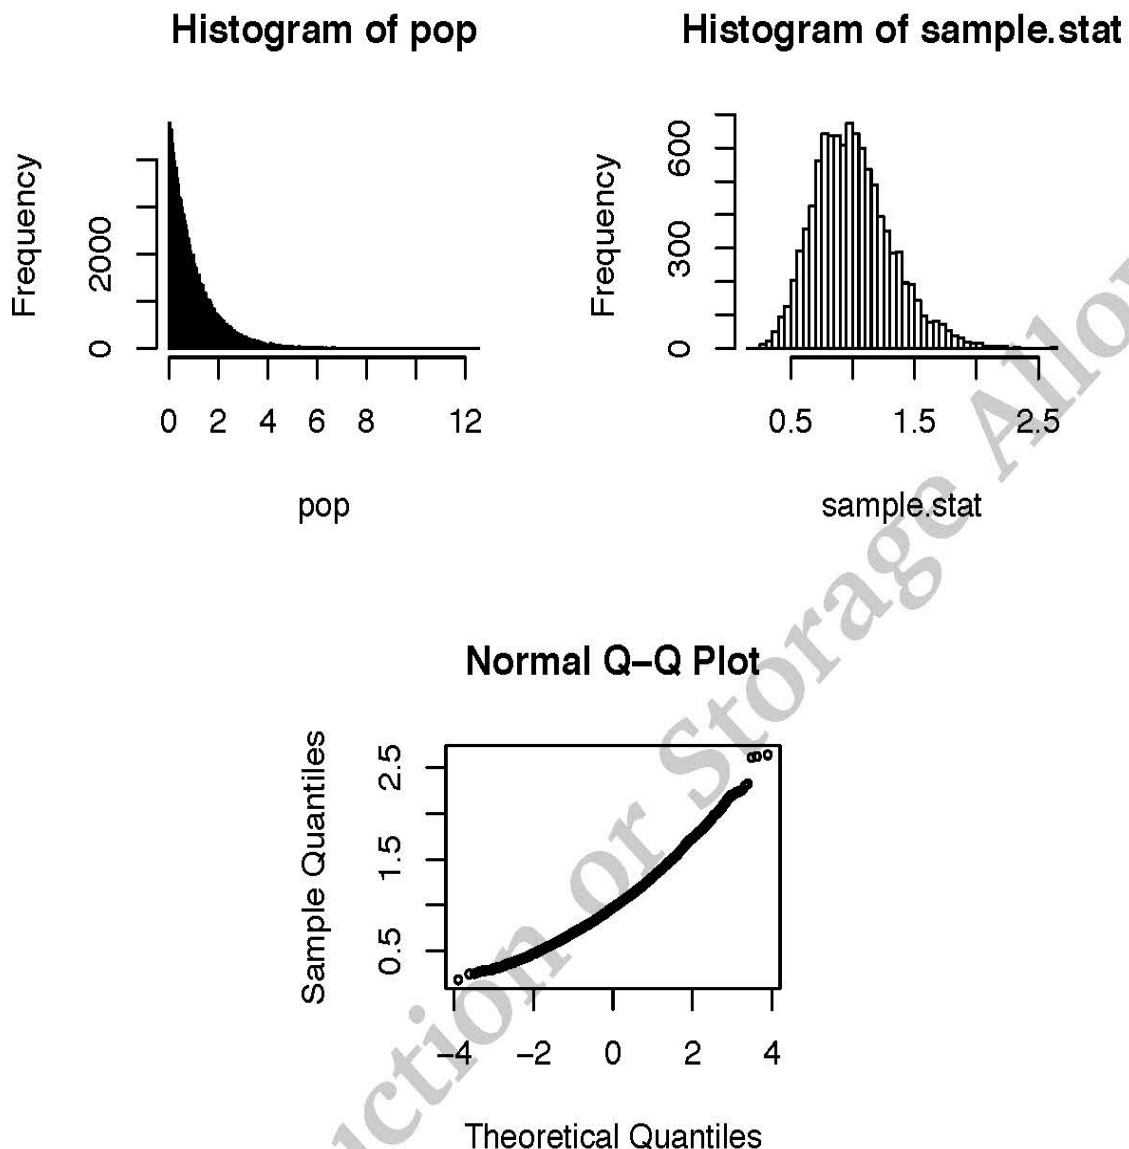 Histogram of pop
Frequency
0 2000
0 2 4 6 8 12
pop
Histogram of sample.stat
Frequency
0 300 600
0.5 1.5 2.5
sample.stat
Normal Q–Q Plot
Sample Quantiles
0.5 1.5 2.5
−4 −2 0 2 4
Theoretical Quantiles
or Storage